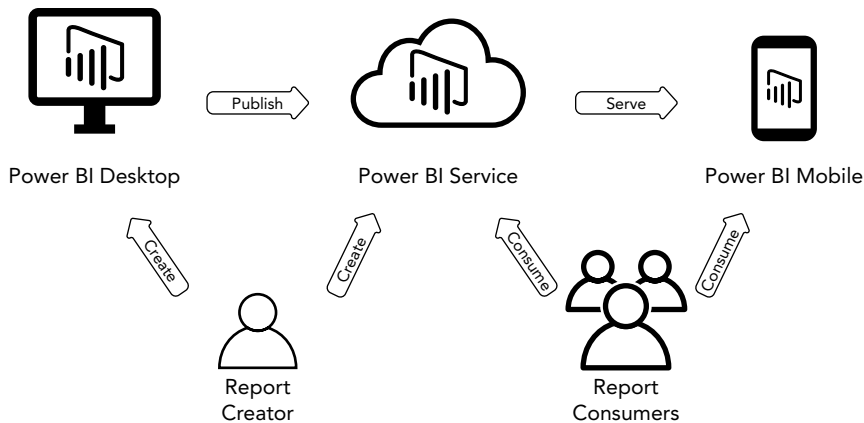 Publish
Serve
Power BI Desktop
Power BI Service
Power BI Mobile
Create
Create
Consume
Consume
Report
Creator
Report
Consumers